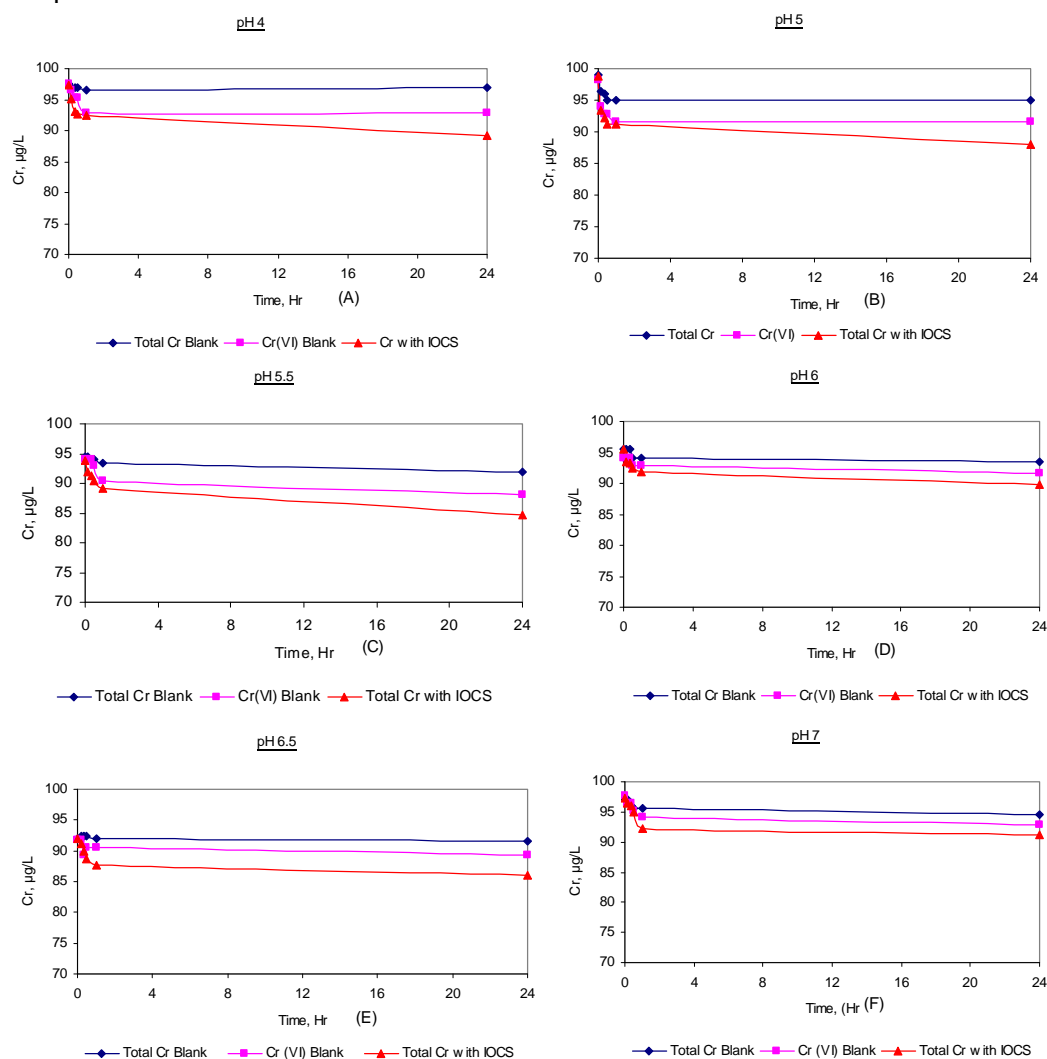 pH 4
100
95
90
85
80
75
70
Cr, µg/L
0 4 8 12 16 20 24
Time, Hr (A)
Total Cr Blank Cr(VI) Blank Cr with IOCS
pH 5
100
95
90
85
80
75
70
Cr, µg/L
0 4 8 12 16 20 24
Time, Hr (B)
Total Cr Cr(VI) Total Cr with IOCS
pH 5.5
100
95
90
85
80
75
70
Cr, µg/L
0 4 8 12 16 20 24
Time, Hr (C)
Total Cr Blank Cr(VI) Blank Total Cr with IOCS
pH 6
100
95
90
85
80
75
70
Cr, µg/L
0 4 8 12 16 20 24
Time, Hr (D)
Total Cr Blank Cr(VI) Blank Total Cr with IOCS
pH 6.5
100
95
90
85
80
75
70
Cr, µg/L
0 4 8 12 16 20 24
Time, Hr (E)
Total Cr Blank Cr (VI) Blank Total Cr with IOCS
pH 7
100
95
90
85
80
75
70
Cr, µg/L
0 4 8 12 16 20 24
Time, (Hr (F)
Total Cr Blank Cr(VI) Blank Total Cr with IOCS